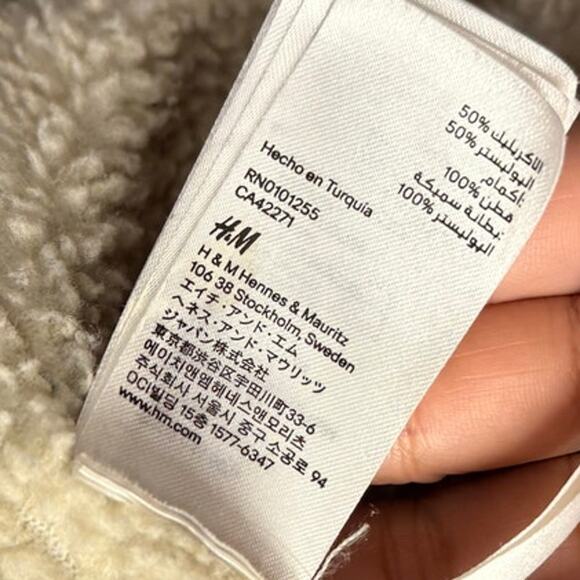 50% الاكريليك
50% البوليستر
أكمام:
100% قطن
بطانة سميكة:
100% البوليستر
Hecho en Turquía
RN0101255
CA42271
H&M
H & M Hennes & Mauritz
106 38 Stockholm, Sweden
エイチ・アンド・エム
ヘネス・アンド・マウリッツ
ジャパン株式会社
東京都渋谷区宇田川町33-6
에이치앤엠헤네스앤모리츠
주식회사 서울시 중구 소공로 94
OCI빌딩 15층 1577-6347
www.hm.com